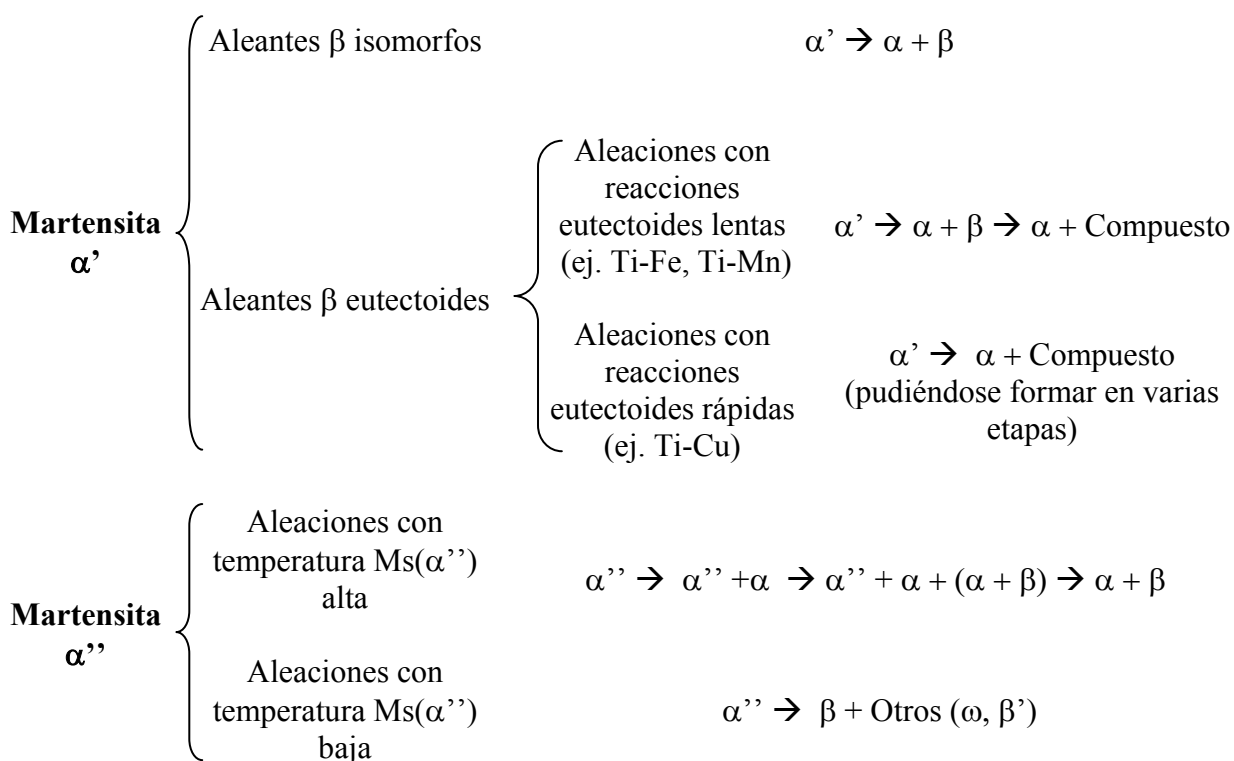 Aleantes β isomorfos
α’ → α + β
Martensita
α’
Aleantes β eutectoides
Aleaciones con
reacciones
eutectoides lentas
(ej. Ti-Fe, Ti-Mn)
α’ → α + β → α + Compuesto
Aleaciones con
reacciones
eutectoides rápidas
(ej. Ti-Cu)
α’ → α + Compuesto
(pudiéndose formar en varias
etapas)
Martensita
α’’
Aleaciones con
temperatura Ms(α’’)
alta
α’’ → α’’ +α → α’’ + α + (α + β) → α + β
Aleaciones con
temperatura Ms(α’’)
baja
α’’ → β + Otros (ω, β’)